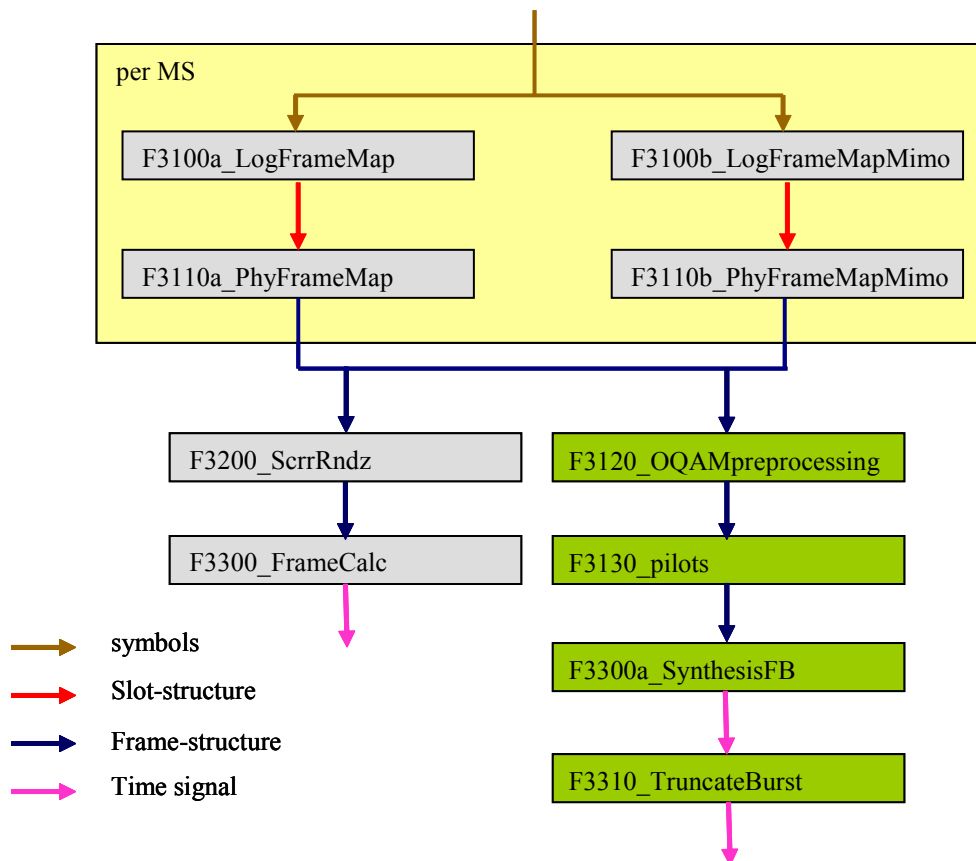 per MS
F3100a_LogFrameMap
F3100b_LogFrameMapMimo
F3110a_PhyFrameMap
F3110b_PhyFrameMapMimo
F3200_ScrrRndz
F3120_OQAMpreprocessing
F3300_FrameCalc
F3130_pilots
symbols
F3300a_SynthesisFB
Slot-structure
Frame-structure
F3310_TruncateBurst
Time signal